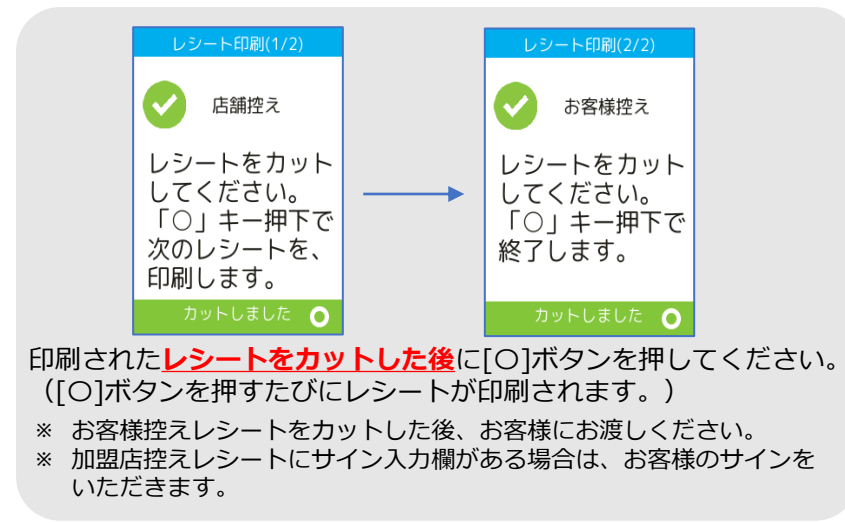 レシート印刷(1/2)
店舗控え
レシートをカット
してください。
「〇」キー押下で
次のレシートを、
印刷します。
カットしました
レシート印刷(2/2)
お客様控え
レシートをカット
してください。
「〇」キー押下で
終了します。
カットしました
印刷されたレシートをカットした後に[〇]ボタンを押してください。
（[〇]ボタンを押すたびにレシートが印刷されます。）
※ お客様控えレシートをカットした後、お客様にお渡しください。
※ 加盟店控えレシートにサイン入力欄がある場合は、お客様のサインを
いただきます。